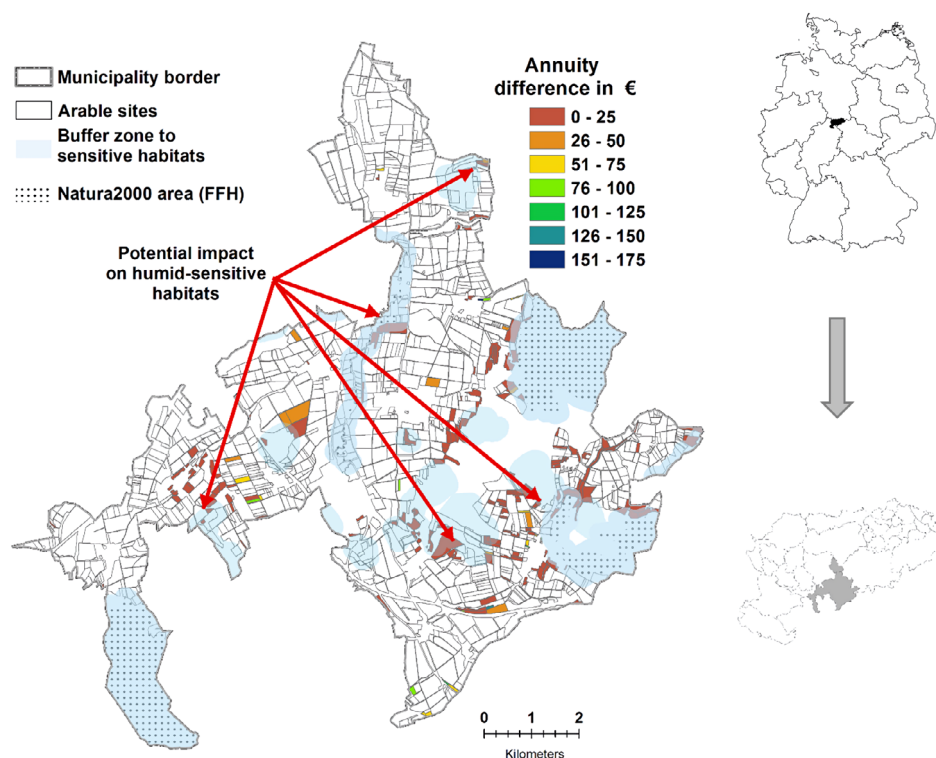 Municipality border
Arable sites
Buffer zone to
sensitive habitats
Natura2000 area (FFH)
Annuity
difference in €
0 - 25
26 - 50
51 - 75
76 - 100
101 - 125
126 - 150
151 - 175
Potential impact
on humid-sensitive
habitats
0 1 2
Kilometers